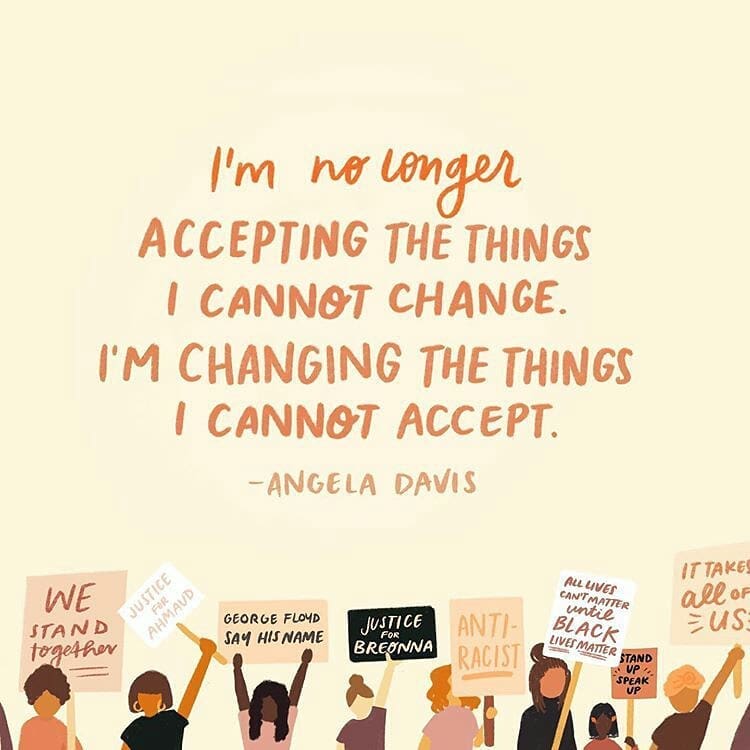 I'm no longer
ACCEPTING THE THINGS
I CANNOT CHANGE.
I'M CHANGING THE THINGS
I CANNOT ACCEPT.
-ANGELA DAVIS
WE
STAND
together
JUSTICE
FOR
AHMAUD
GEORGE FLOYD
SAY HIS NAME
JUSTICE
FOR
BREONNA
ANTI-
RACIST
ALL LIVES
CAN'T MATTER
until
BLACK
LIVES MATTER
STAND
UP
SPEAK
UP
IT TAKES
all OF
US